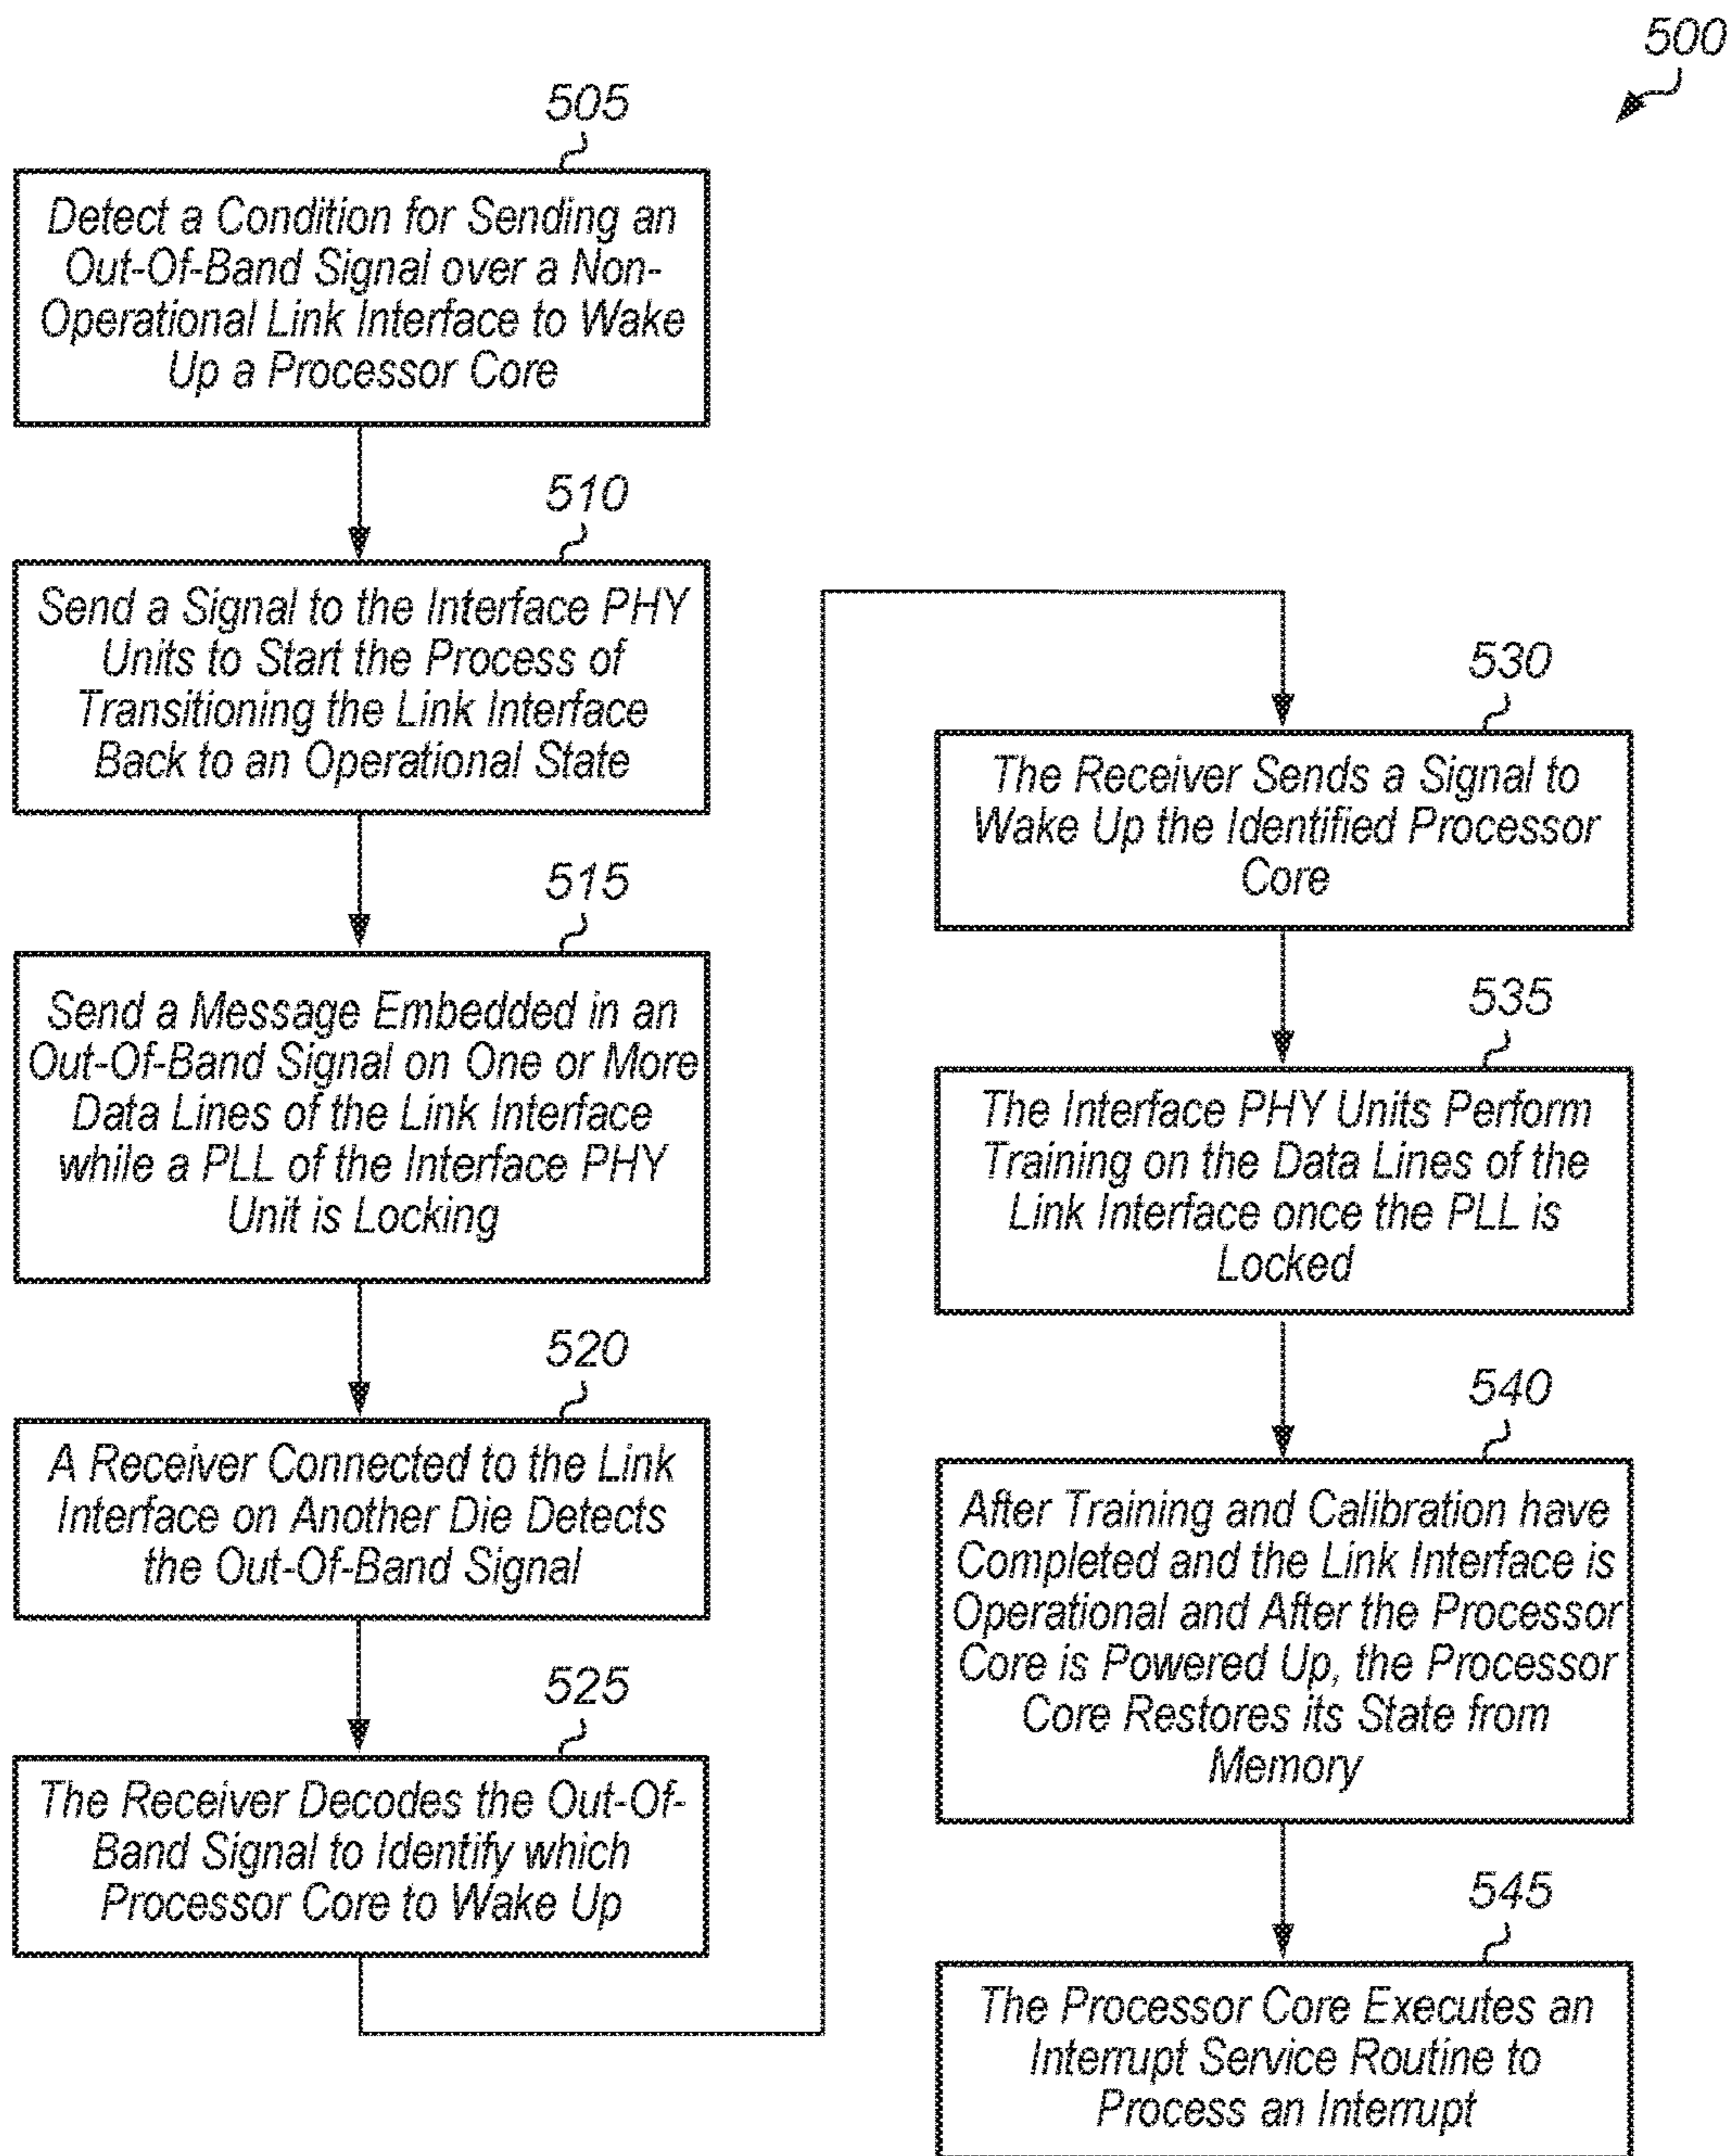 500
505
Detect a Condition for Sending an
Out-Of-Band Signal over a Non-
Operational Link Interface to Wake
Up a Processor Core
510
Send a Signal to the Interface PHY
Units to Start the Process of
Transitioning the Link Interface
Back to an Operational State
515
Send a Message Embedded in an
Out-Of-Band Signal on One or More
Data Lines of the Link Interface
while a PLL of the Interface PHY
Unit is Locking
520
A Receiver Connected to the Link
Interface on Another Die Detects
the Out-Of-Band Signal
525
The Receiver Decodes the Out-Of-
Band Signal to Identify which
Processor Core to Wake Up
530
The Receiver Sends a Signal to
Wake Up the Identified Processor
Core
535
The Interface PHY Units Perform
Training on the Data Lines of the
Link Interface once the PLL is
Locked
540
After Training and Calibration have
Completed and the Link Interface is
Operational and After the Processor
Core is Powered Up, the Processor
Core Restores its State from
Memory
545
The Processor Core Executes an
Interrupt Service Routine to
Process an Interrupt